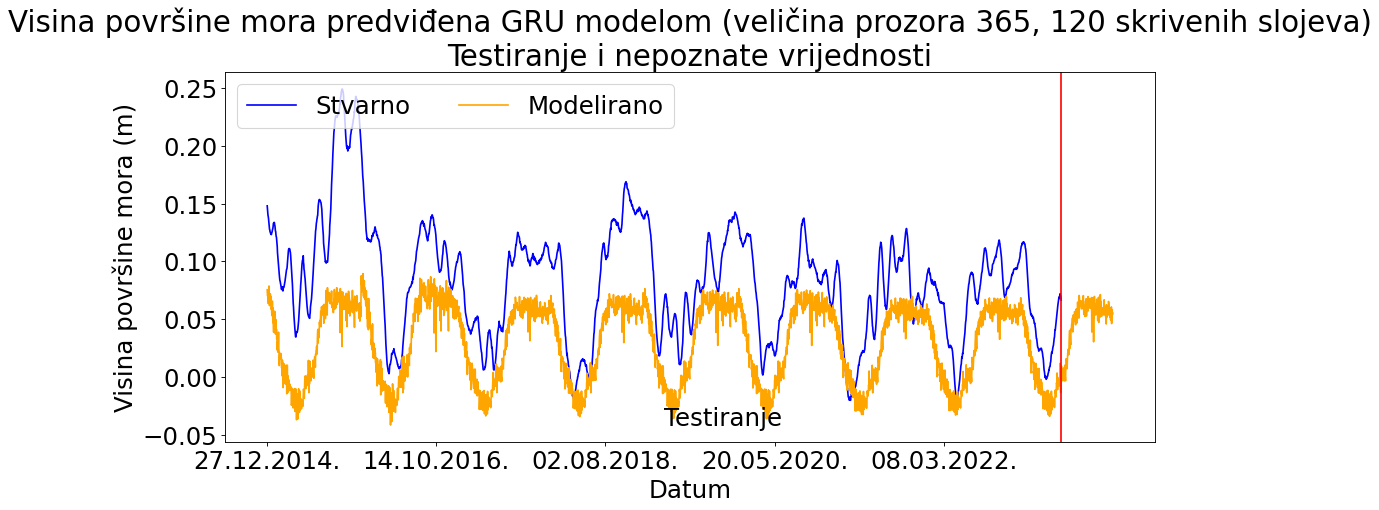 Visina površine mora predviđena GRU modelom (veličina prozora 365, 120 skrivenih slojeva)
Testiranje i nepoznate vrijednosti
Stvarno
Modelirano
Visina površine mora (m)
0.25
0.20
0.15
0.10
0.05
0.00
−0.05
Testiranje
27.12.2014.
14.10.2016.
02.08.2018.
20.05.2020.
08.03.2022.
Datum